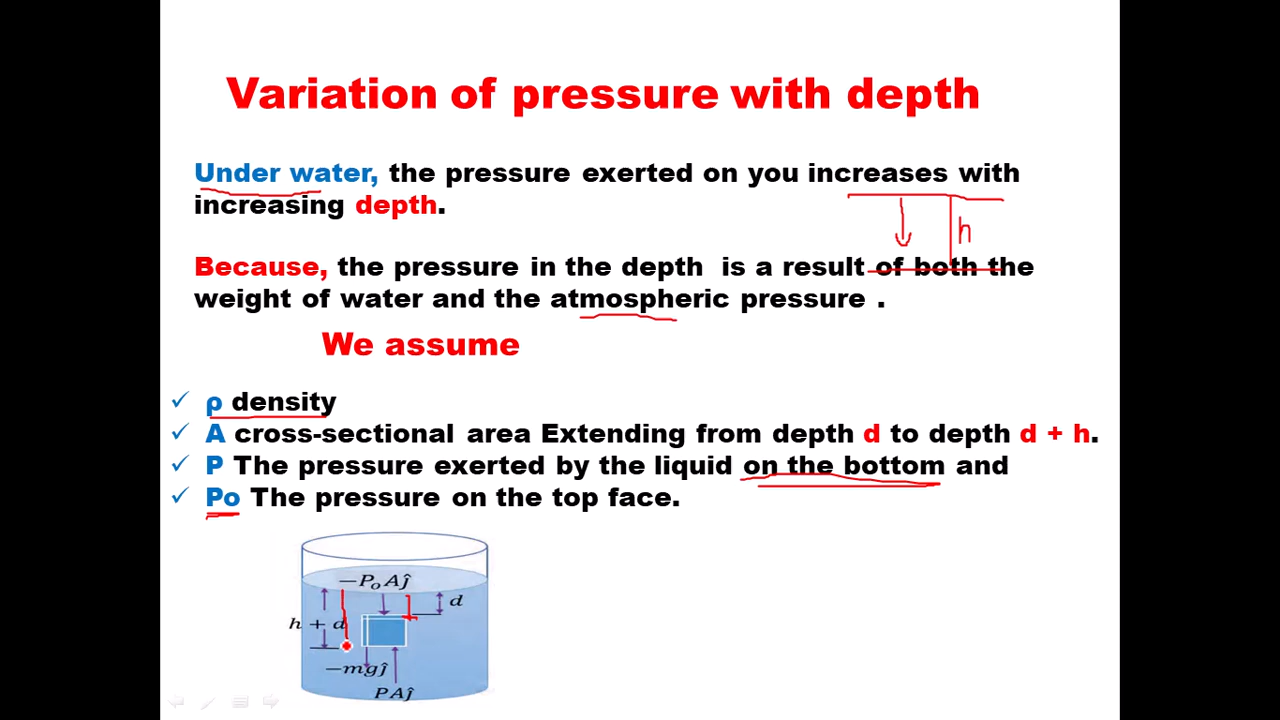 Variation of pressure with depth
Under water, the pressure exerted on you increases with
increasing depth.
h
Because, the pressure in the depth is a result of both the
weight of water and the atmospheric pressure .
We assume
✓ ρ density
✓ A cross-sectional area Extending from depth d to depth d + h.
✓ P The pressure exerted by the liquid on the bottom and
✓ Po The pressure on the top face.
−PₒAĵ
d
h + d
−mgĵ
PAĵ